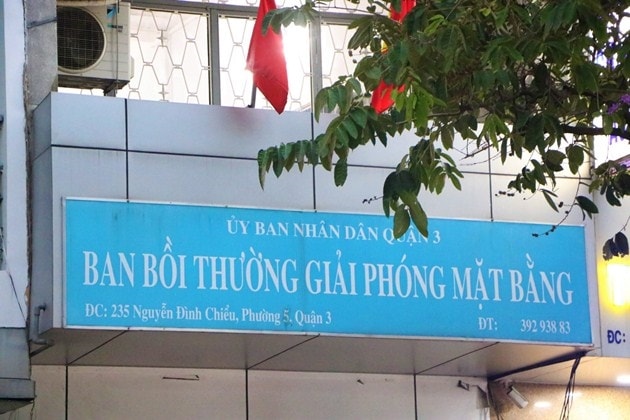 ỦY BAN NHÂN DÂN QUẬN 3
BAN BỒI THƯỜNG GIẢI PHÓNG MẶT BẰNG
ĐC: 235 Nguyễn Đình Chiểu, Phường 5, Quận 3 ĐT: 392 938 83
ĐC: